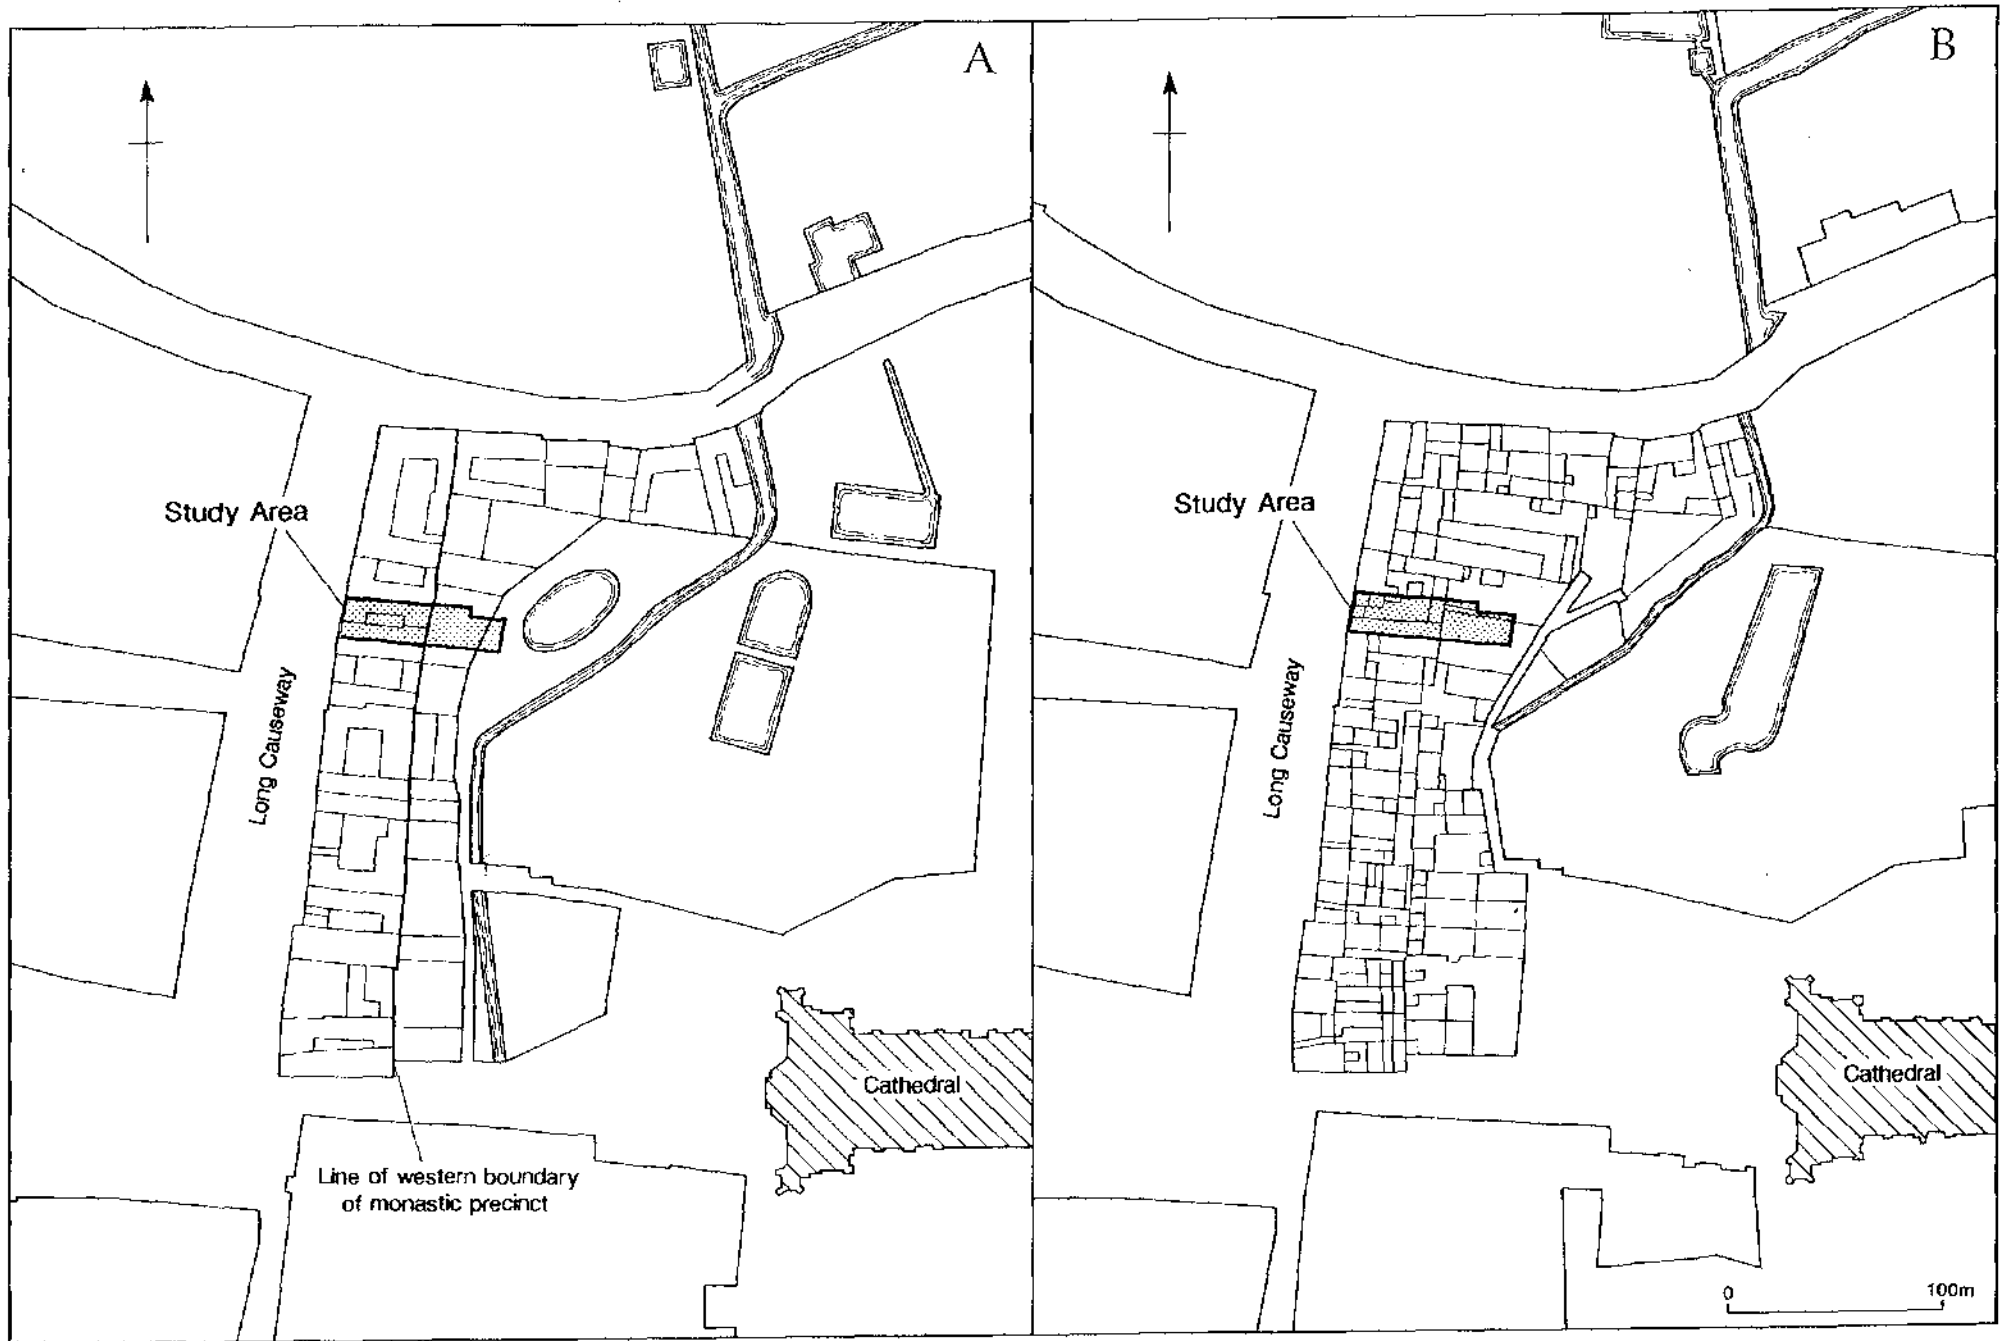 A
Study Area
Long Causeway
Cathedral
Line of western boundary
of monastic precinct
B
Study Area
Long Causeway
Cathedral
0 100m